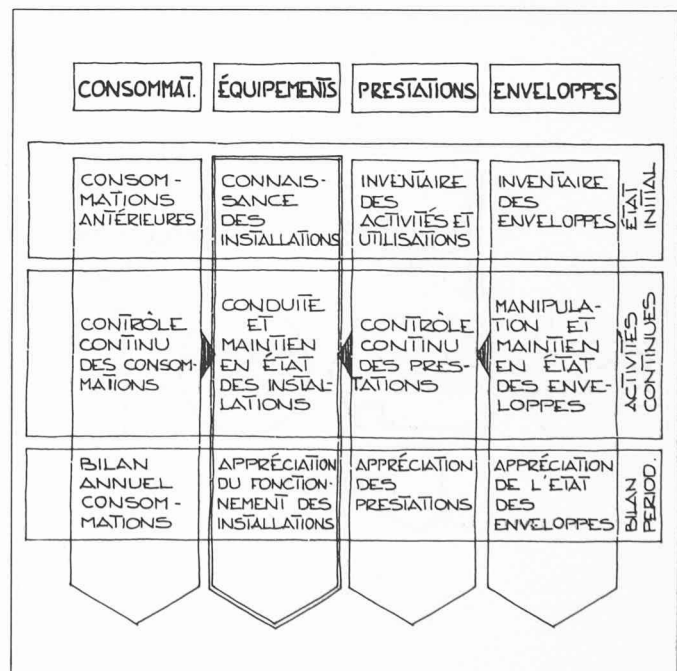 CONSOMMAT.
ÉQUIPEMENTS
PRESTATIONS
ENVELOPPES
CONSOM-
MATIONS
ANTÉRIEURES
CONNAIS-
SANCE
DES
INSTALLATIONS
INVENTAIRE
DES
ACTIVITÉS ET
UTILISATIONS
INVENTAIRE
DES
ENVELOPPES
ÉTAT
INITIAL
CONTRÔLE
CONTINU
DES CONSOM-
MATIONS
CONDUITE
ET
MAINTIEN
EN ÉTAT
DES INSTAL-
LATIONS
CONTRÔLE
CONTINU
DES PRES-
TATIONS
MANIPULA-
TION ET
MAINTIEN
EN ÉTAT
DES ENVE-
LOPPES
ACTIVITÉS
CONTINUES
BILAN
ANNUEL
CONSOM-
MATIONS
APPRÉCIATION
DU FONCTION-
NEMENT DES
INSTALLATIONS
APPRÉCIATION
DES
PRESTATIONS
APPRÉCIATION
DE L'ETAT
DES
ENVELOPPES
BILAN
PERIOD.